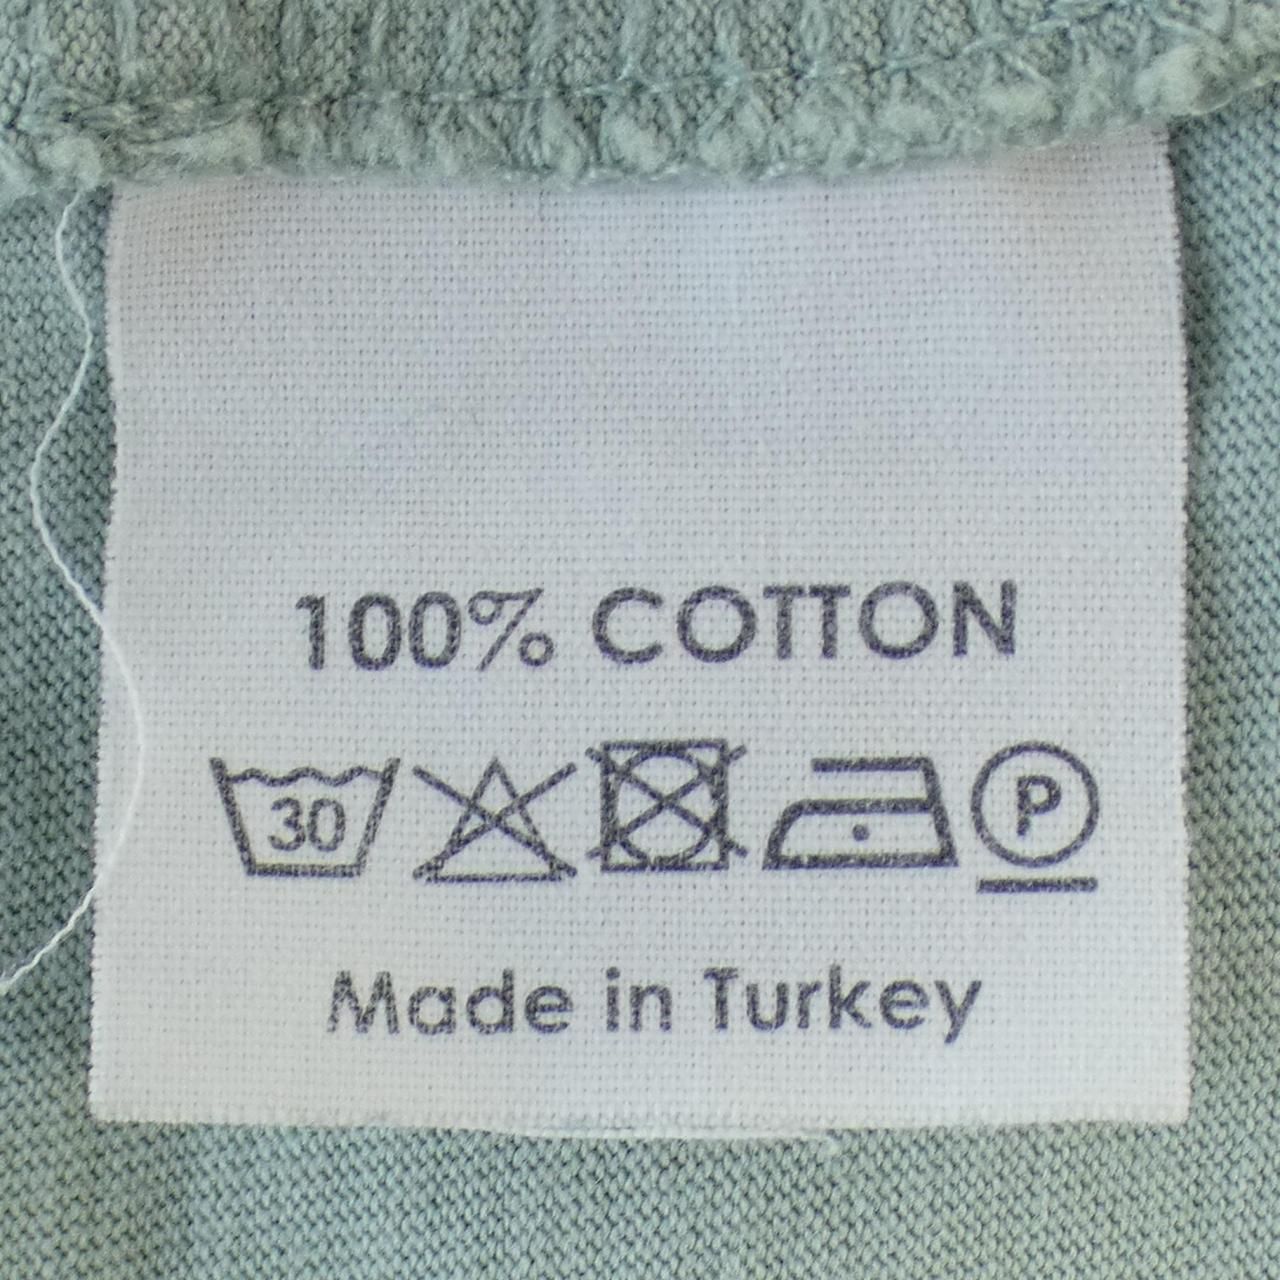 100% COTTON
30 P
Made in Turkey